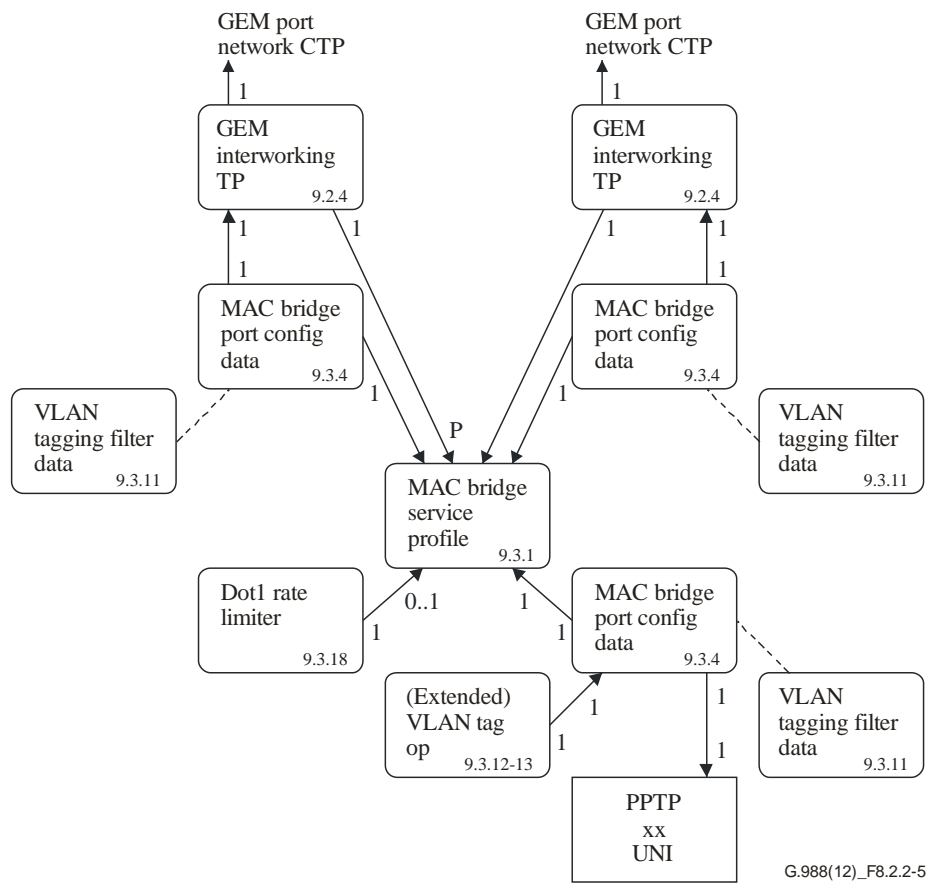 GEM port
network CTP
GEM port
network CTP
1
1
GEM
interworking
TP
9.2.4
GEM
interworking
TP
9.2.4
1
1
1
1
1
1
MAC bridge
port config
data
9.3.4
MAC bridge
port config
data
9.3.4
1
1
VLAN
tagging filter
data
9.3.11
P
VLAN
tagging filter
data
9.3.11
MAC bridge
service
profile
9.3.1
Dot1 rate
limiter
9.3.18
0..1
1
1
1
MAC bridge
port config
data
9.3.4
(Extended)
VLAN tag
op
9.3.12-13
1
1
1
1
VLAN
tagging filter
data
9.3.11
PPTP
xx
UNI
G.988(12)_F8.2.2-5